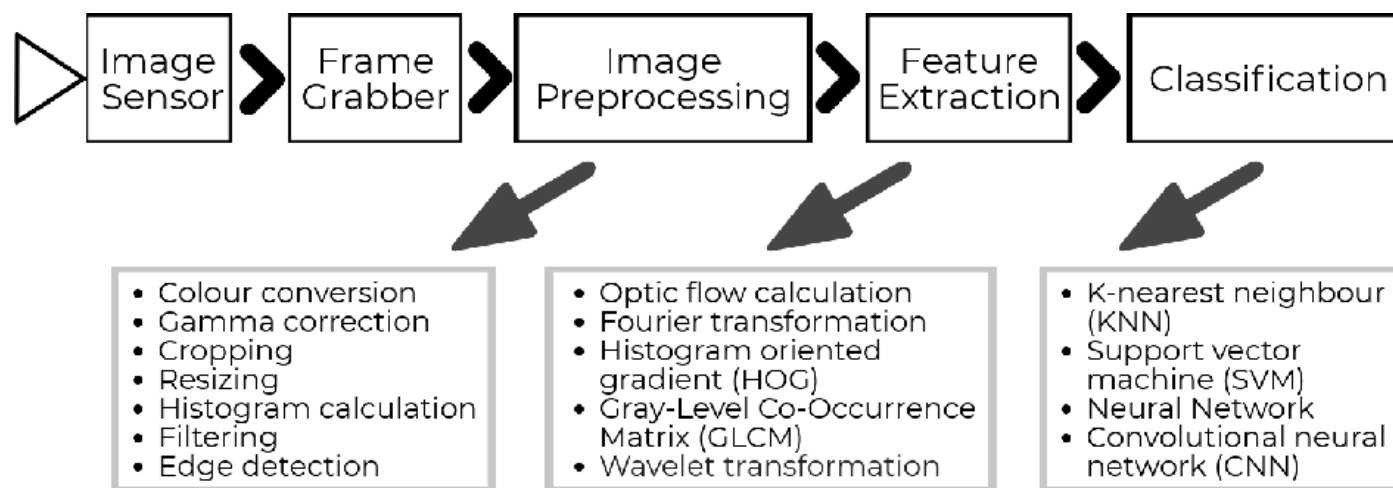 Image
Sensor
Frame
Grabber
Image
Preprocessing
Feature
Extraction
Classification
• Colour conversion
• Gamma correction
• Cropping
• Resizing
• Histogram calculation
• Filtering
• Edge detection
• Optic flow calculation
• Fourier transformation
• Histogram oriented
gradient (HOG)
• Gray-Level Co-Occurrence
Matrix (GLCM)
• Wavelet transformation
• K-nearest neighbour
(KNN)
• Support vector
machine (SVM)
• Neural Network
• Convolutional neural
network (CNN)